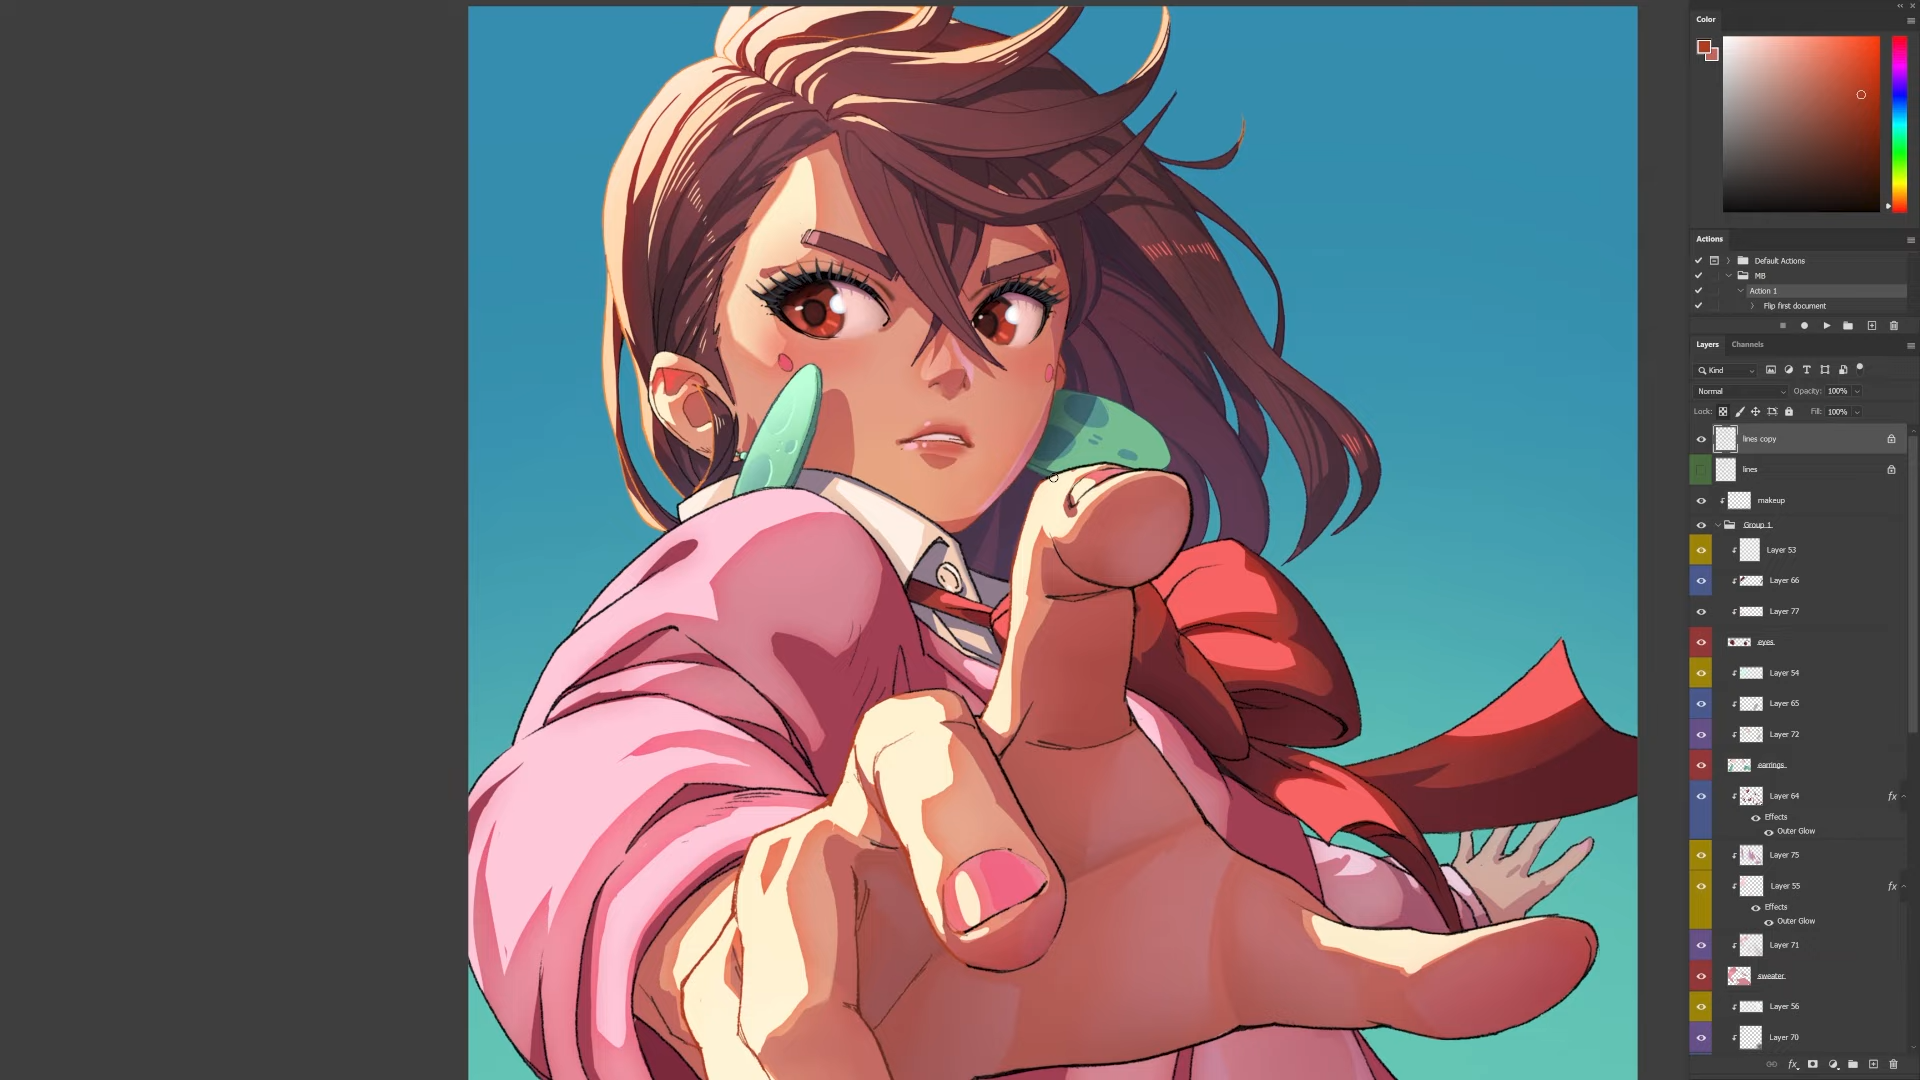 Color
Actions
Default Actions
MB
Action 1
Flip first document
Layers Channels
Kind
Normal Opacity: 100%
Lock: Fill: 100%
lines copy
lines
makeup
Group 1
Layer 53
Layer 66
Layer 77
eyes
Layer 54
Layer 65
Layer 72
earrings
Layer 64 fx
Effects
Outer Glow
Layer 75
Layer 55 fx
Effects
Outer Glow
Layer 71
sweater
Layer 56
Layer 70
fx